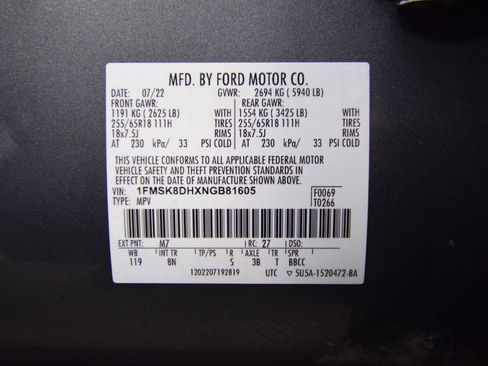 MFD. BY FORD MOTOR CO.
DATE: 07/22 GVWR: 2694 KG ( 5940 LB)
FRONT GAWR: REAR GAWR:
1191 KG ( 2625 LB) WITH 1554 KG ( 3425 LB) WITH
255/65R18 111H TIRES 255/65R18 111H TIRES
18x7.5J RIMS 18x7.5J RIMS
AT 230 kPa/ 33 PSI COLD AT 230 kPa/ 33 PSI COLD
THIS VEHICLE CONFORMS TO ALL APPLICABLE FEDERAL MOTOR
VEHICLE SAFETY AND THEFT PREVENTION STANDARDS IN
EFFECT ON THE DATE OF MANUFACTURE SHOWN ABOVE.
VIN: 1FMSK8DHXNGB81605 F0069
TYPE: MPV T0266
EXT PNT: M7 RC: 27 DSO:
WB INT TR TP/PS R AXLE TR SPR
119 8N S 3B T BBCC
1202207192819 UTC ▽ SU5A-1520472-BA